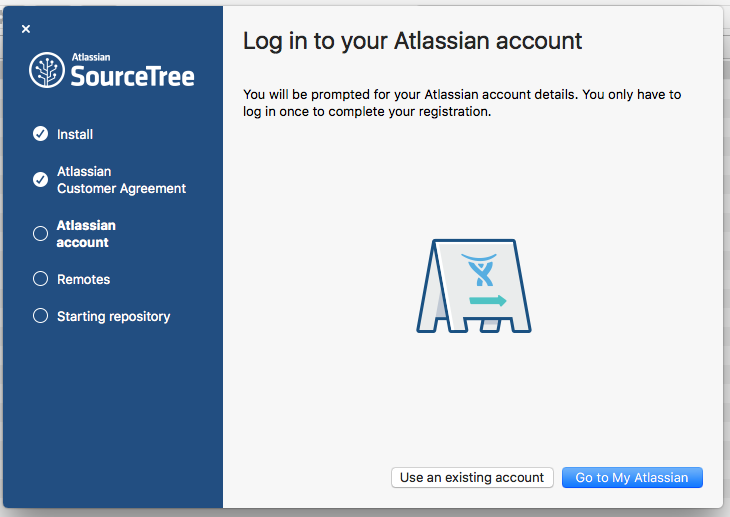 Atlassian
SourceTree
Install
Atlassian
Customer Agreement
Atlassian
account
Remotes
Starting repository
Log in to your Atlassian account
You will be prompted for your Atlassian account details. You only have to
log in once to complete your registration.
Use an existing account
Go to My Atlassian